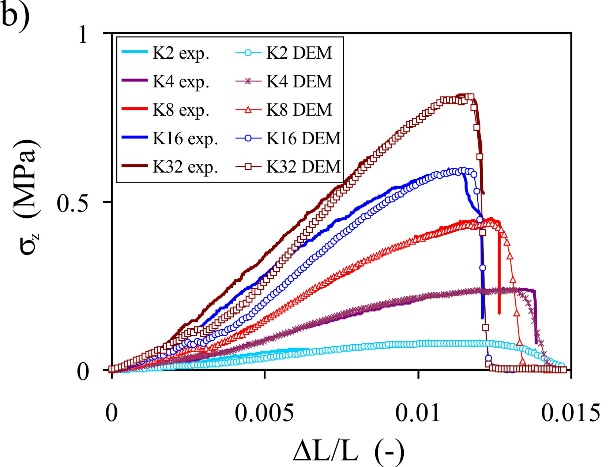 b)
1
K2 exp. K2 DEM
K4 exp. K4 DEM
K8 exp. K8 DEM
K16 exp. K16 DEM
K32 exp. K32 DEM
0.5
σz (MPa)
0
0 0.005 0.01 0.015
ΔL/L (-)